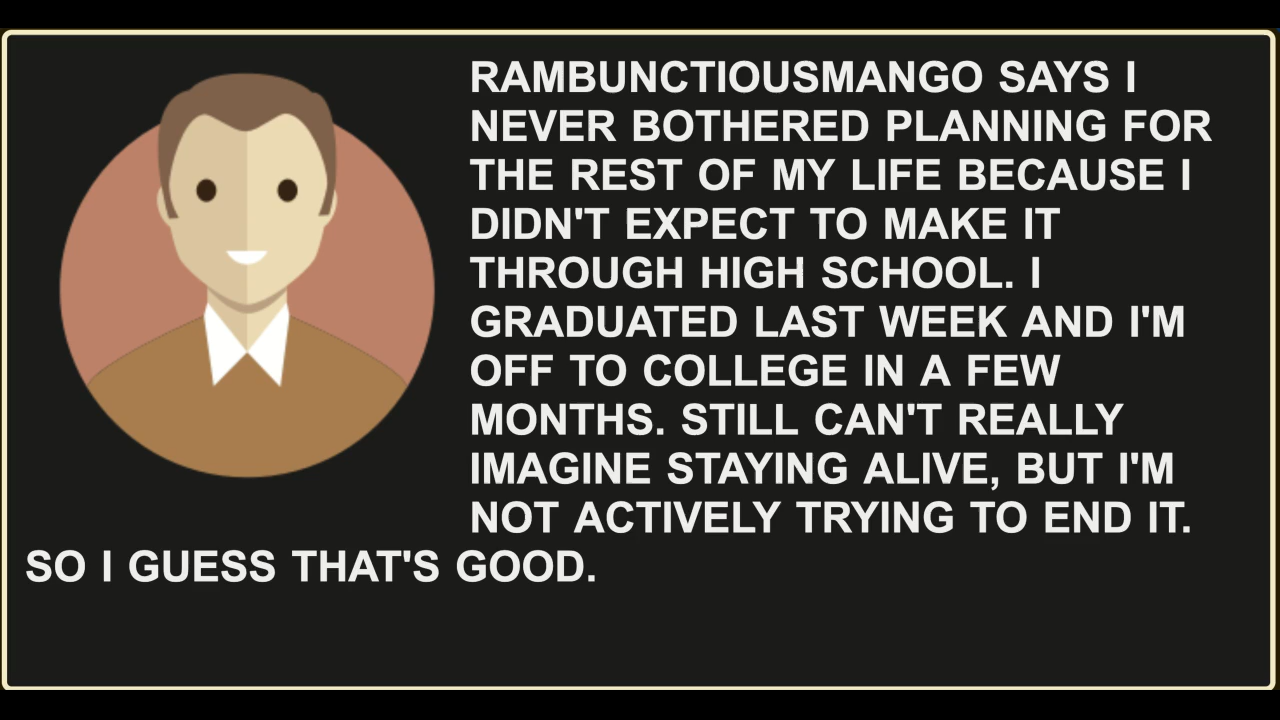 RAMBUNCTIOUSMANGO SAYS I
NEVER BOTHERED PLANNING FOR
THE REST OF MY LIFE BECAUSE I
DIDN'T EXPECT TO MAKE IT
THROUGH HIGH SCHOOL. I
GRADUATED LAST WEEK AND I'M
OFF TO COLLEGE IN A FEW
MONTHS. STILL CAN'T REALLY
IMAGINE STAYING ALIVE, BUT I'M
NOT ACTIVELY TRYING TO END IT.
SO I GUESS THAT'S GOOD.